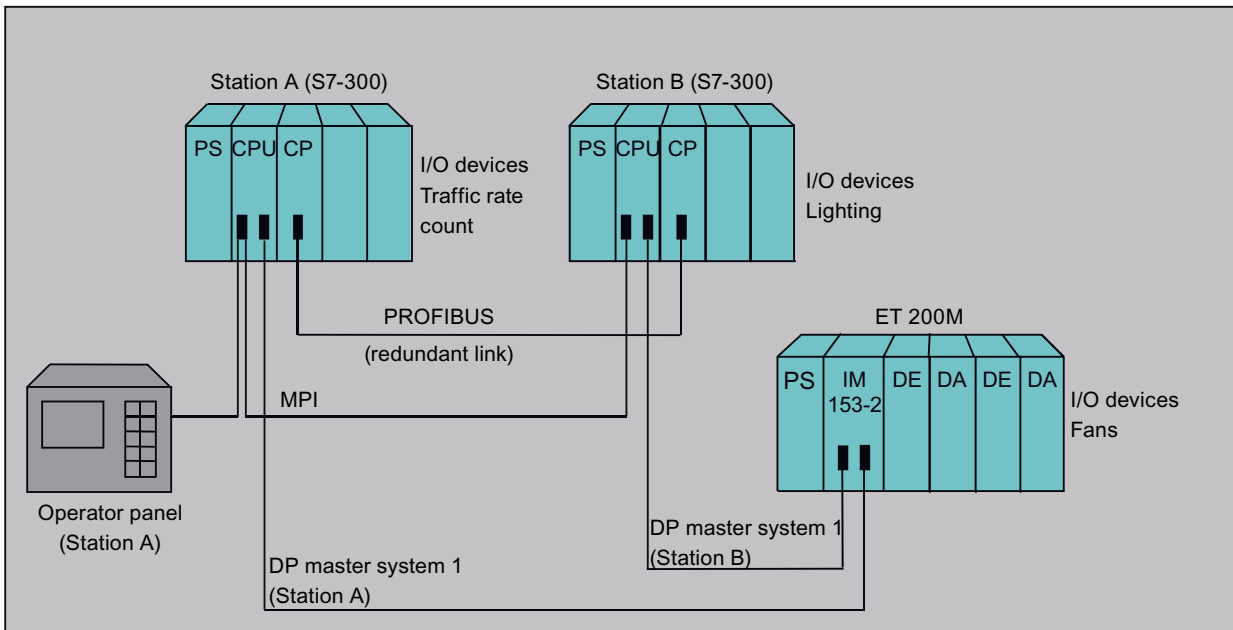 Station A (S7-300)
PS CPU CP
I/O devices
Traffic rate
count
Station B (S7-300)
PS CPU CP
I/O devices
Lighting
PROFIBUS
(redundant link)
MPI
ET 200M
PS IM DE DA DE DA
153-2
I/O devices
Fans
Operator panel
(Station A)
DP master system 1
(Station B)
DP master system 1
(Station A)